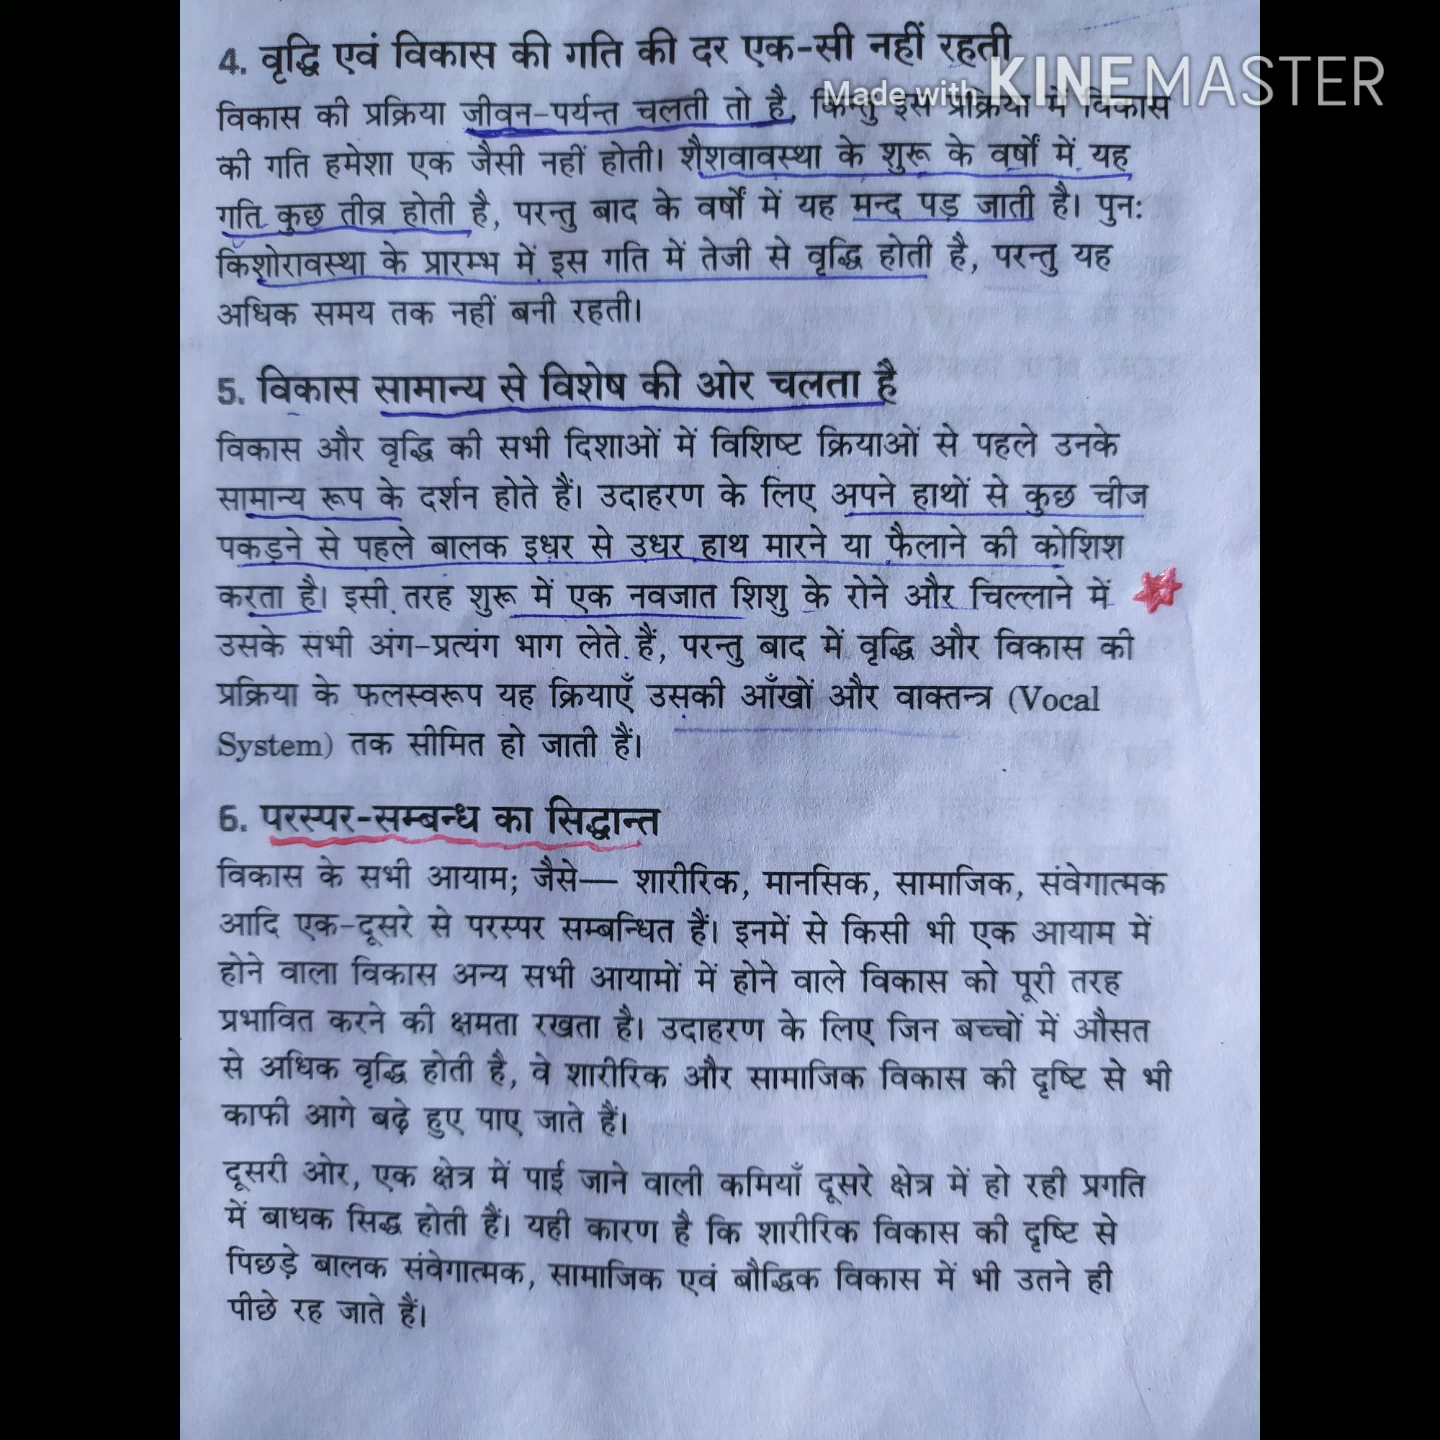 4. वृद्धि एवं विकास की गति की दर एक-सी नहीं रहती
Made with KINEMASTER
विकास की प्रक्रिया जीवन-पर्यन्त चलती तो है, किन्तु इस प्रक्रिया में विकास
की गति हमेशा एक जैसी नहीं होती। शैशवावस्था के शुरू के वर्षों में यह
गति कुछ तीव्र होती है, परन्तु बाद के वर्षों में यह मन्द पड़ जाती है। पुन:
किशोरावस्था के प्रारम्भ में इस गति में तेजी से वृद्धि होती है, परन्तु यह
अधिक समय तक नहीं बनी रहती।
5. विकास सामान्य से विशेष की ओर चलता है
विकास और वृद्धि की सभी दिशाओं में विशिष्ट क्रियाओं से पहले उनके
सामान्य रूप के दर्शन होते हैं। उदाहरण के लिए अपने हाथों से कुछ चीज
पकड़ने से पहले बालक इधर से उधर हाथ मारने या फैलाने की कोशिश
करता है। इसी तरह शुरू में एक नवजात शिशु के रोने और चिल्लाने में
उसके सभी अंग-प्रत्यंग भाग लेते हैं, परन्तु बाद में वृद्धि और विकास की
प्रक्रिया के फलस्वरूप यह क्रियाएँ उसकी आँखों और वाक्तन्त्र (Vocal
System) तक सीमित हो जाती हैं।
6. परस्पर-सम्बन्ध का सिद्धान्त
विकास के सभी आयाम; जैसे— शारीरिक, मानसिक, सामाजिक, संवेगात्मक
आदि एक-दूसरे से परस्पर सम्बन्धित हैं। इनमें से किसी भी एक आयाम में
होने वाला विकास अन्य सभी आयामों में होने वाले विकास को पूरी तरह
प्रभावित करने की क्षमता रखता है। उदाहरण के लिए जिन बच्चों में औसत
से अधिक वृद्धि होती है, वे शारीरिक और सामाजिक विकास की दृष्टि से भी
काफी आगे बढ़े हुए पाए जाते हैं।
दूसरी ओर, एक क्षेत्र में पाई जाने वाली कमियाँ दूसरे क्षेत्र में हो रही प्रगति
में बाधक सिद्ध होती हैं। यही कारण है कि शारीरिक विकास की दृष्टि से
पिछड़े बालक संवेगात्मक, सामाजिक एवं बौद्धिक विकास में भी उतने ही
पीछे रह जाते हैं।